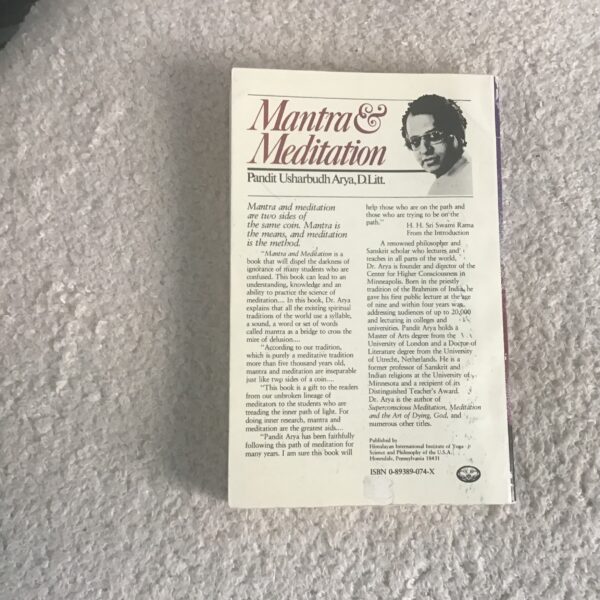 Mantra &
Meditation
Pandit Usharbudh Arya, D.Litt.
Mantra and meditation
are two sides of
the same coin. Mantra is
the means, and meditation
is the method.
"Mantra and Meditation is a
book that will dispel the darkness of
ignorance of many students who are
confused. This book can lead to an
understanding, knowledge and an
ability to practice the science of
meditation.... In this book, Dr. Arya
explains that all the existing spiritual
traditions of the world use a syllable,
a sound, a word or set of words
called mantra as a bridge to cross the
mire of delusion....
"According to our tradition,
which is purely a meditative tradition
more than five thousand years old,
mantra and meditation are inseparable
just like two sides of a coin....
"This book is a gift to the readers
from our unbroken lineage of
meditators to the students who are
treading the inner path of light. For
doing inner research, mantra and
meditation are the greatest aids....
"Pandit Arya has been faithfully
following this path of meditation for
many years. I am sure this book will
help those who are on the path and
those who are trying to be on the
path."
H. H. Sri Swami Rama
From the Introduction
A renowned philosopher and
Sanskrit scholar who lectures and
teaches in all parts of the world,
Dr. Arya is founder and director of the
Center for Higher Consciousness in
Minneapolis. Born in the priestly
tradition of the Brahmins of India, he
gave his first public lecture at the age
of nine and within four years was
addressing audiences of up to 20,000
and lecturing in colleges and
universities. Pandit Arya holds a
Master of Arts degree from the
University of London and a Doctor of
Literature degree from the University
of Utrecht, Netherlands. He is a
former professor of Sanskrit and
Indian religions at the University of
Minnesota and a recipient of its
Distinguished Teacher's Award.
Dr. Arya is the author of
Superconscious Meditation, Meditation
and the Art of Dying, God, and
numerous other titles.
Published by
Himalayan International Institute of Yoga
Science and Philosophy of the U.S.A.
Honesdale, Pennsylvania 18431
ISBN 0-89389-074-X